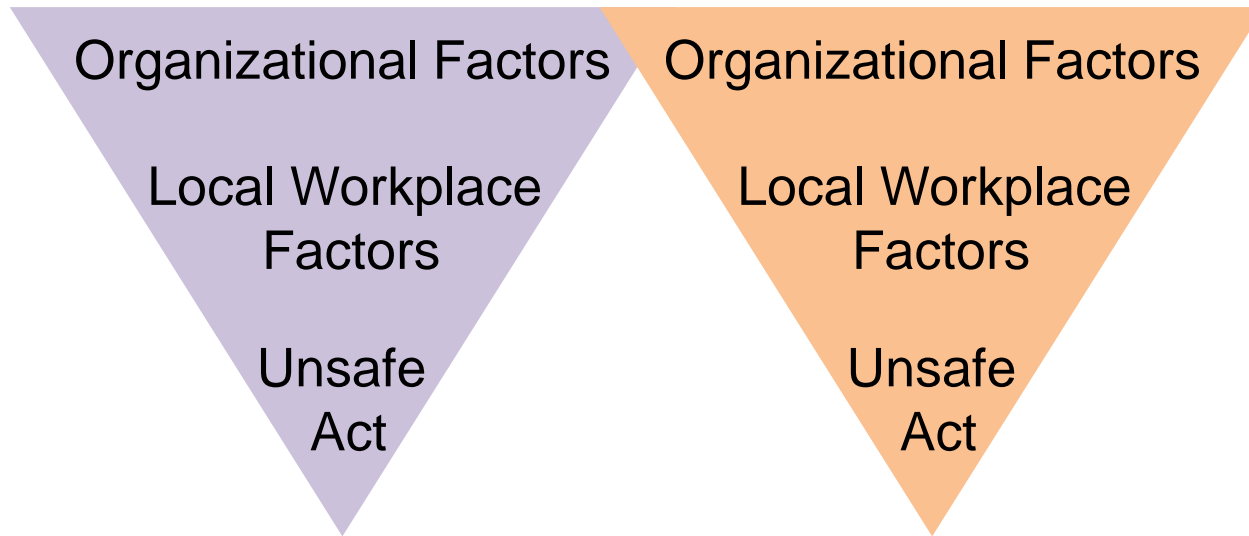 Organizational Factors
Local Workplace
Factors
Unsafe
Act
Organizational Factors
Local Workplace
Factors
Unsafe
Act